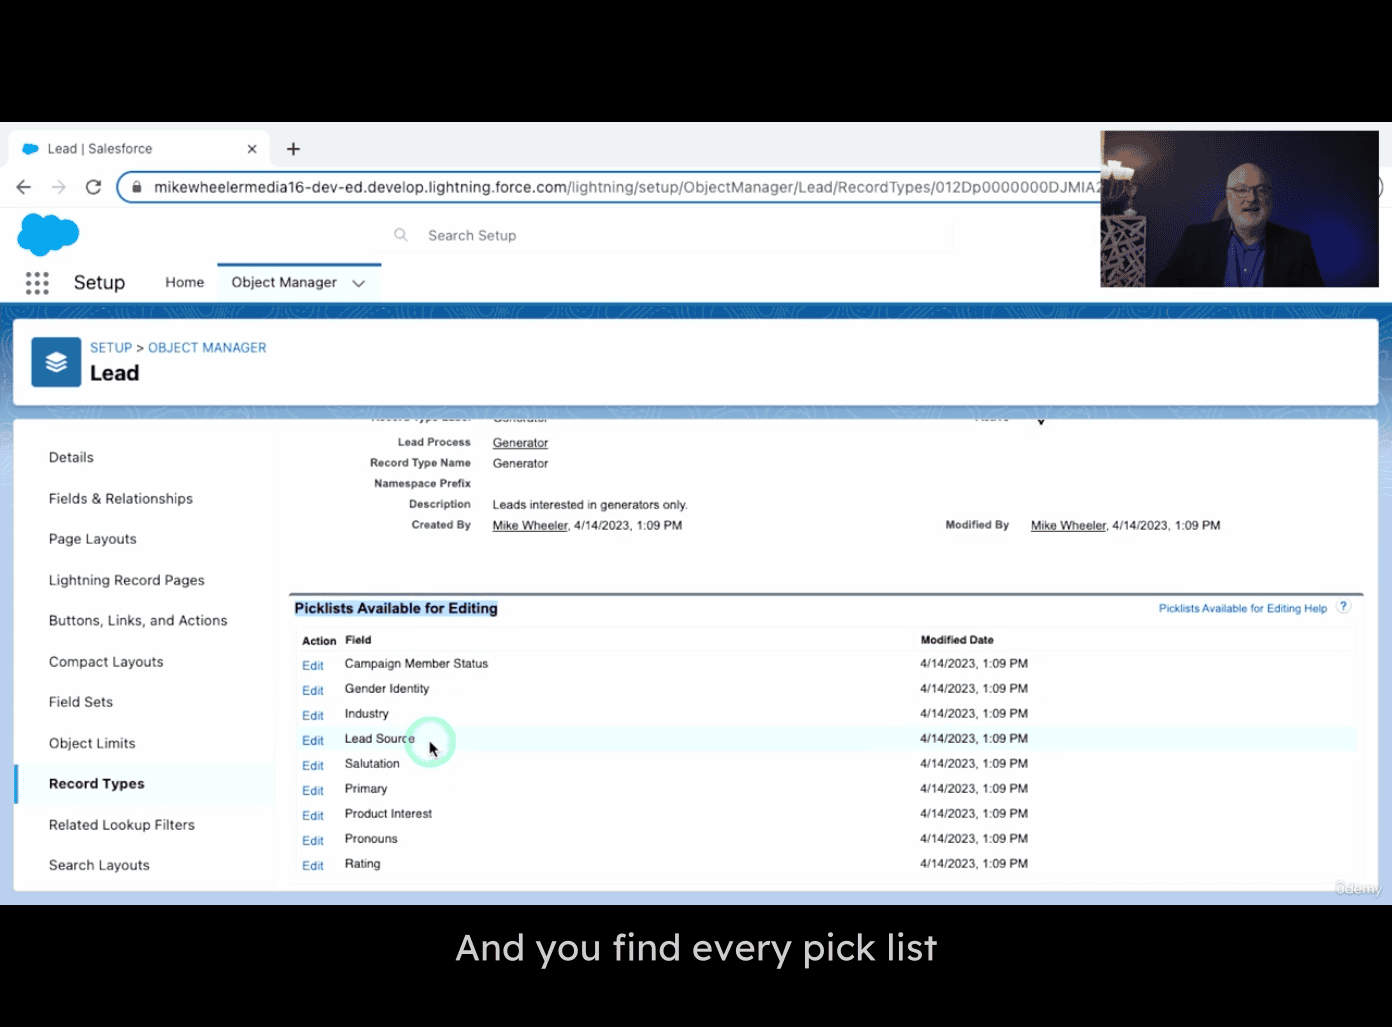 Lead | Salesforce
mikewheelermedia16-dev-ed.develop.lightning.force.com/lightning/setup/ObjectManager/Lead/RecordTypes/012Dp0000000DJMIA2
Search Setup
Setup Home Object Manager
SETUP > OBJECT MANAGER
Lead
Details
Fields & Relationships
Page Layouts
Lightning Record Pages
Buttons, Links, and Actions
Compact Layouts
Field Sets
Object Limits
Record Types
Related Lookup Filters
Search Layouts
Lead Process Generator
Record Type Name Generator
Namespace Prefix
Description Leads interested in generators only.
Created By Mike Wheeler, 4/14/2023, 1:09 PM Modified By Mike Wheeler, 4/14/2023, 1:09 PM
Picklists Available for Editing Picklists Available for Editing Help ?
Action Field Modified Date
Edit Campaign Member Status 4/14/2023, 1:09 PM
Edit Gender Identity 4/14/2023, 1:09 PM
Edit Industry 4/14/2023, 1:09 PM
Edit Lead Source 4/14/2023, 1:09 PM
Edit Salutation 4/14/2023, 1:09 PM
Edit Primary 4/14/2023, 1:09 PM
Edit Product Interest 4/14/2023, 1:09 PM
Edit Pronouns 4/14/2023, 1:09 PM
Edit Rating 4/14/2023, 1:09 PM
ûdemy
And you find every pick list